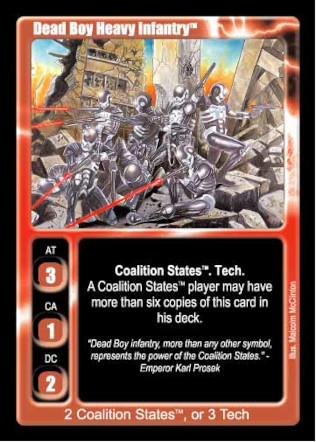 Dead Boy Heavy Infantry™
AT
3
CA
1
DC
2
Coalition States™. Tech.
A Coalition States™ player may have
more than six copies of this card in
his deck.
"Dead Boy infantry, more than any other symbol,
represents the power of the Coalition States." -
Emperor Karl Prosek
Illus. Malcolm McClinton
2 Coalition States™, or 3 Tech